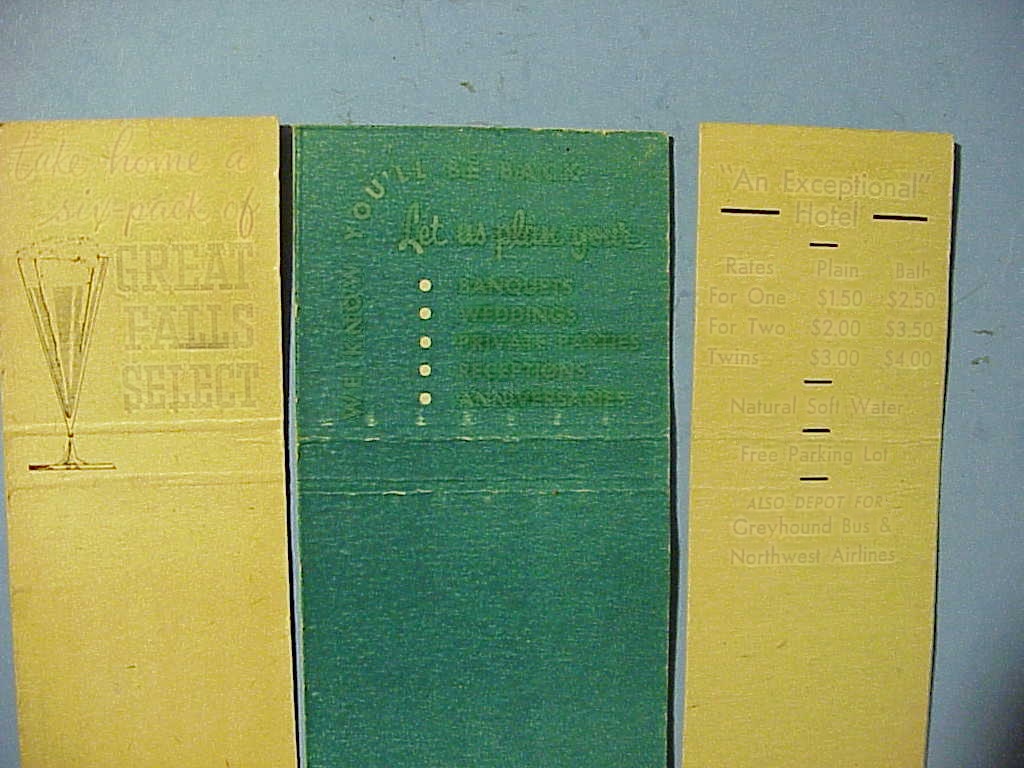 take home a
six-pack of
GREAT
FALLS
SELECT
WE KNOW YOU'LL BE BACK
Let us plan your
BANQUETS
WEDDINGS
PRIVATE PARTIES
RECEPTIONS
ANNIVERSARIES
"An Exceptional"
Hotel
Rates Plain Bath
For One $1.50 $2.50
For Two $2.00 $3.50
Twins $3.00 $4.00
Natural Soft Water
Free Parking Lot
ALSO DEPOT FOR
Greyhound Bus &
Northwest Airlines